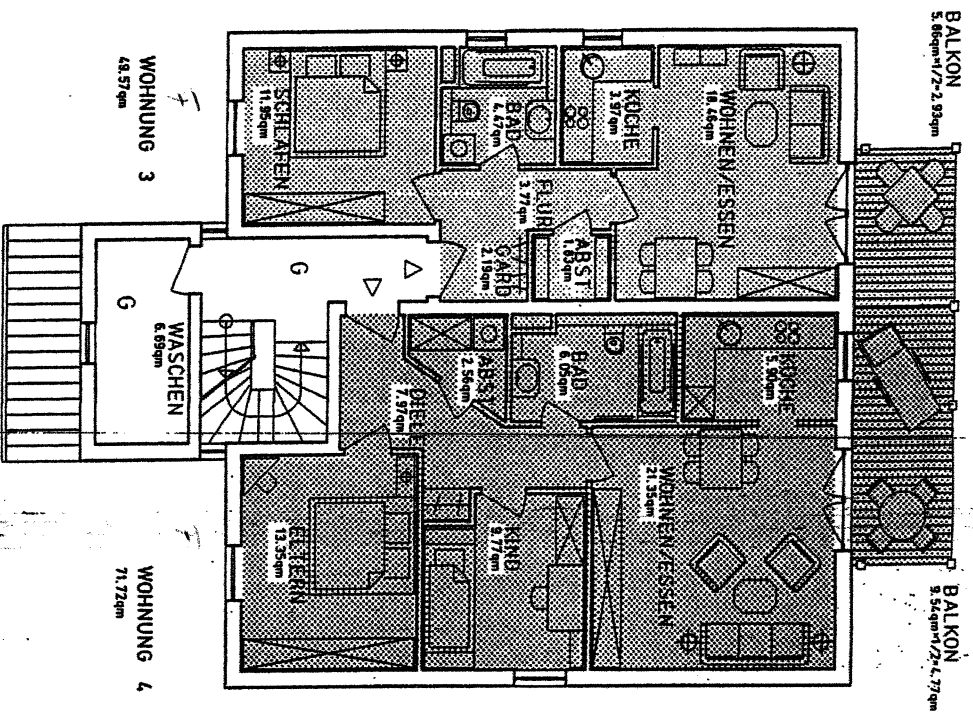 WOHNUNG 3
49.57qm
SCHLAFEN
11.95qm
BAD
4.47qm
KÜCHE
3.97qm
WOHNEN/ESSEN
18.46qm
BALKON
5.86qm*1/2=2.93qm
FLUR
3.77qm
GARD
2.19qm
ABST
1.83qm
G
G
WASCHEN
6.69qm
DIELE
7.97qm
ABST
2.56qm
BAD
6.05qm
KÜCHE
5.90qm
ELTERN
13.35qm
KIND
9.77qm
WOHNEN/ESSEN
21.35qm
WOHNUNG 4
71.72qm
BALKON
9.54qm*1/2=4.77qm